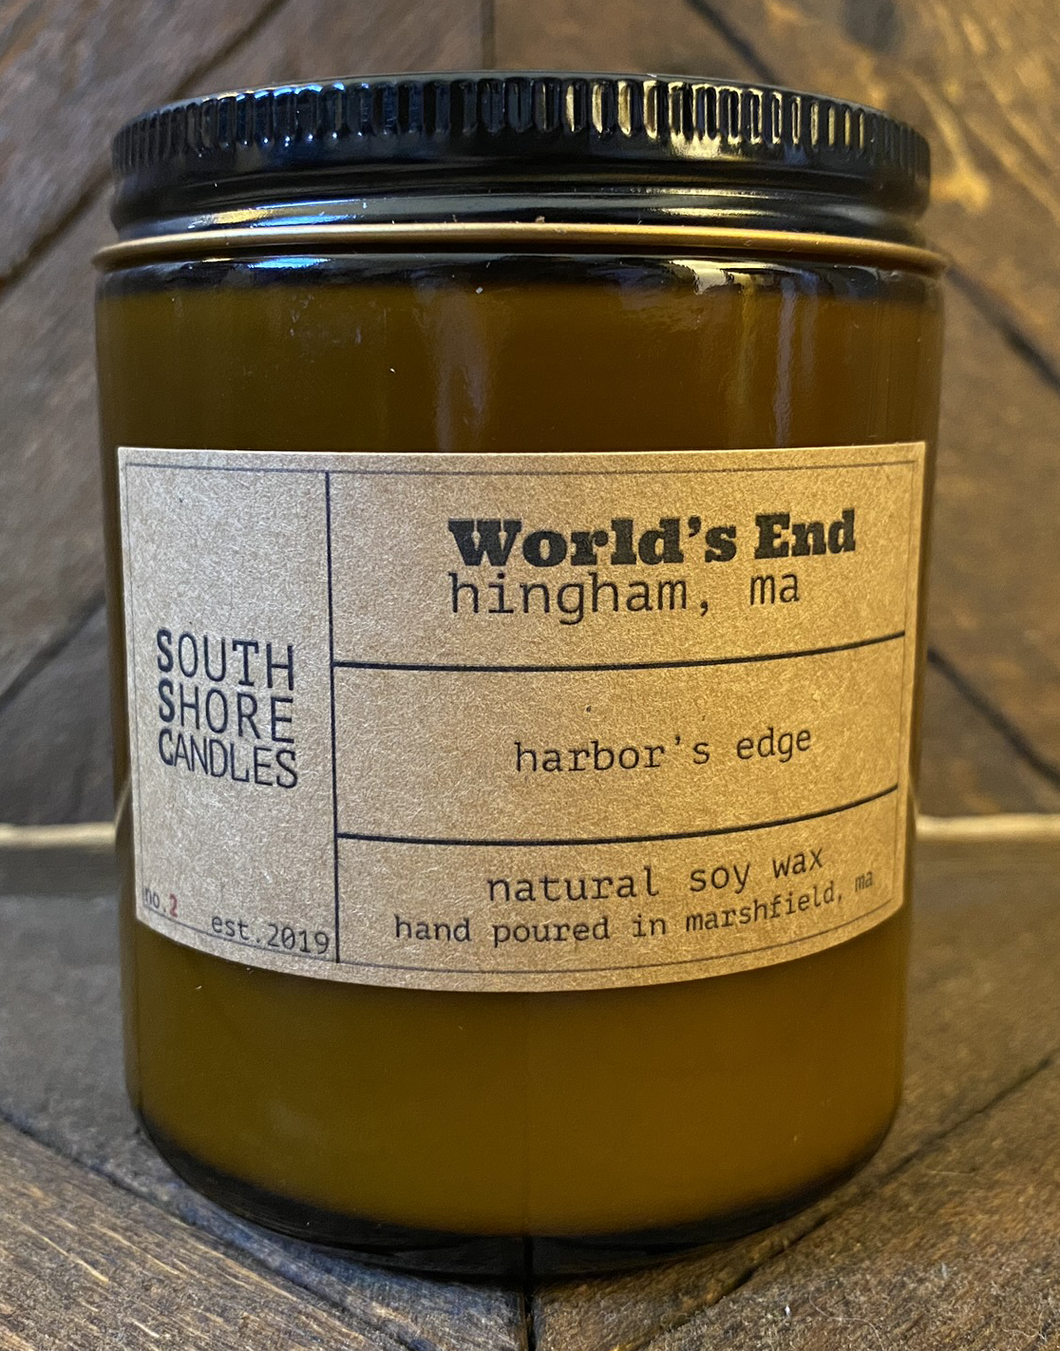 SOUTH
SHORE
CANDLES
no.2
est.2019
World's End
hingham, ma
harbor's edge
natural soy wax
hand poured in marshfield, ma